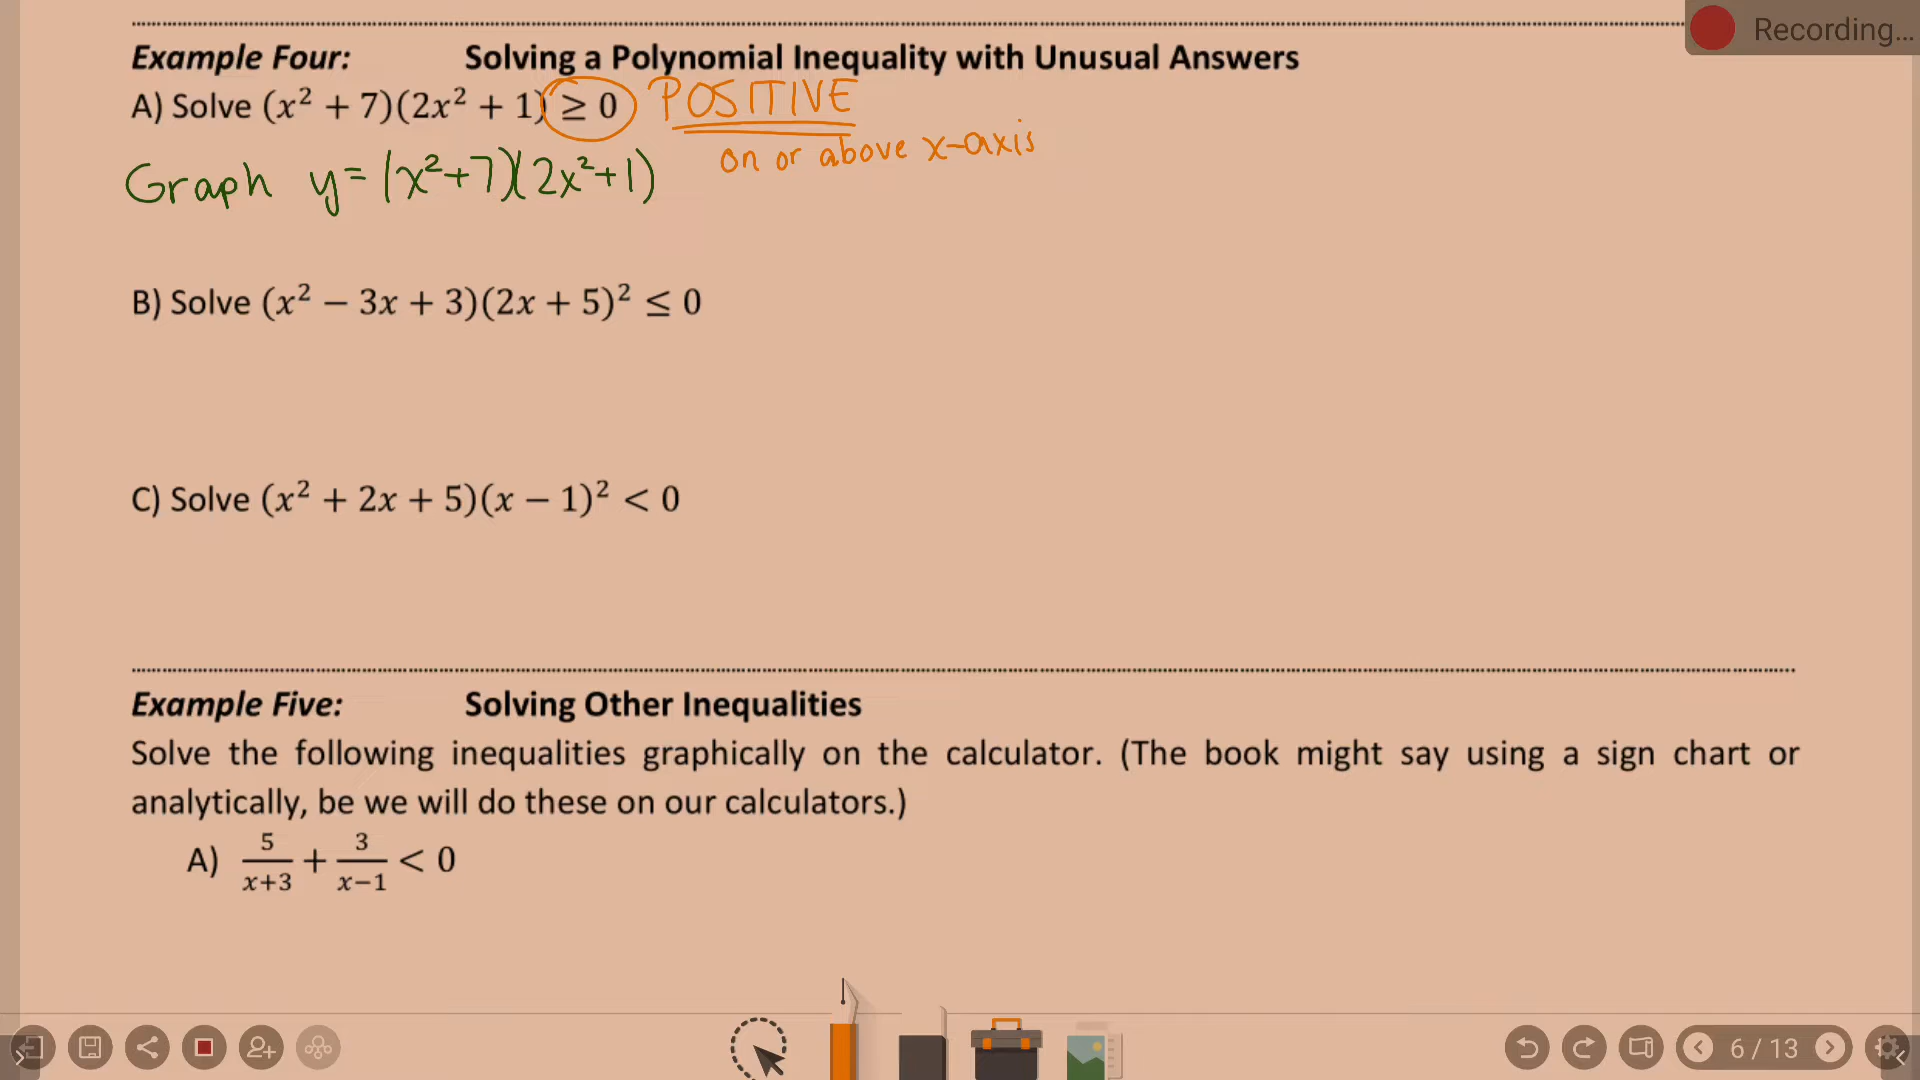 Recording...
Example Four: Solving a Polynomial Inequality with Unusual Answers
A) Solve (x² + 7)(2x² + 1) ≥ 0 POSITIVE
on or above x-axis
Graph y = (x²+7)(2x²+1)
B) Solve (x² − 3x + 3)(2x + 5)² ≤ 0
C) Solve (x² + 2x + 5)(x − 1)² < 0
Example Five: Solving Other Inequalities
Solve the following inequalities graphically on the calculator. (The book might say using a sign chart or
analytically, be we will do these on our calculators.)
A) 5/(x+3) + 3/(x−1) < 0
6 / 13